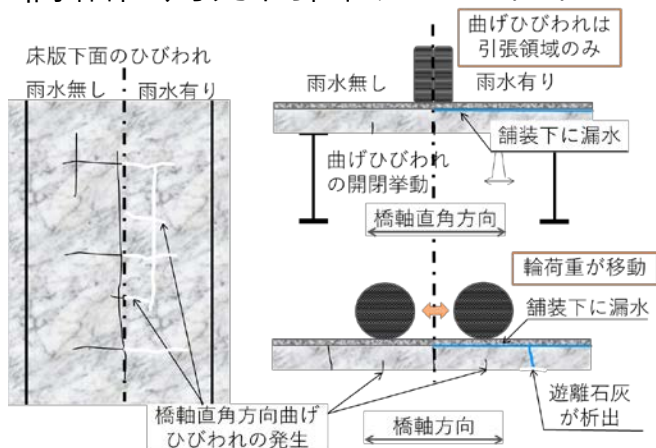 床版下面のひびわれ
雨水無し
雨水有り
曲げひびわれは
引張領域のみ
雨水無し
雨水有り
舗装下に漏水
曲げひびわれ
の開閉挙動
橋軸直角方向
輪荷重が移動
舗装下に漏水
橋軸直角方向曲げ
ひびわれの発生
橋軸方向
遊離石灰
が析出